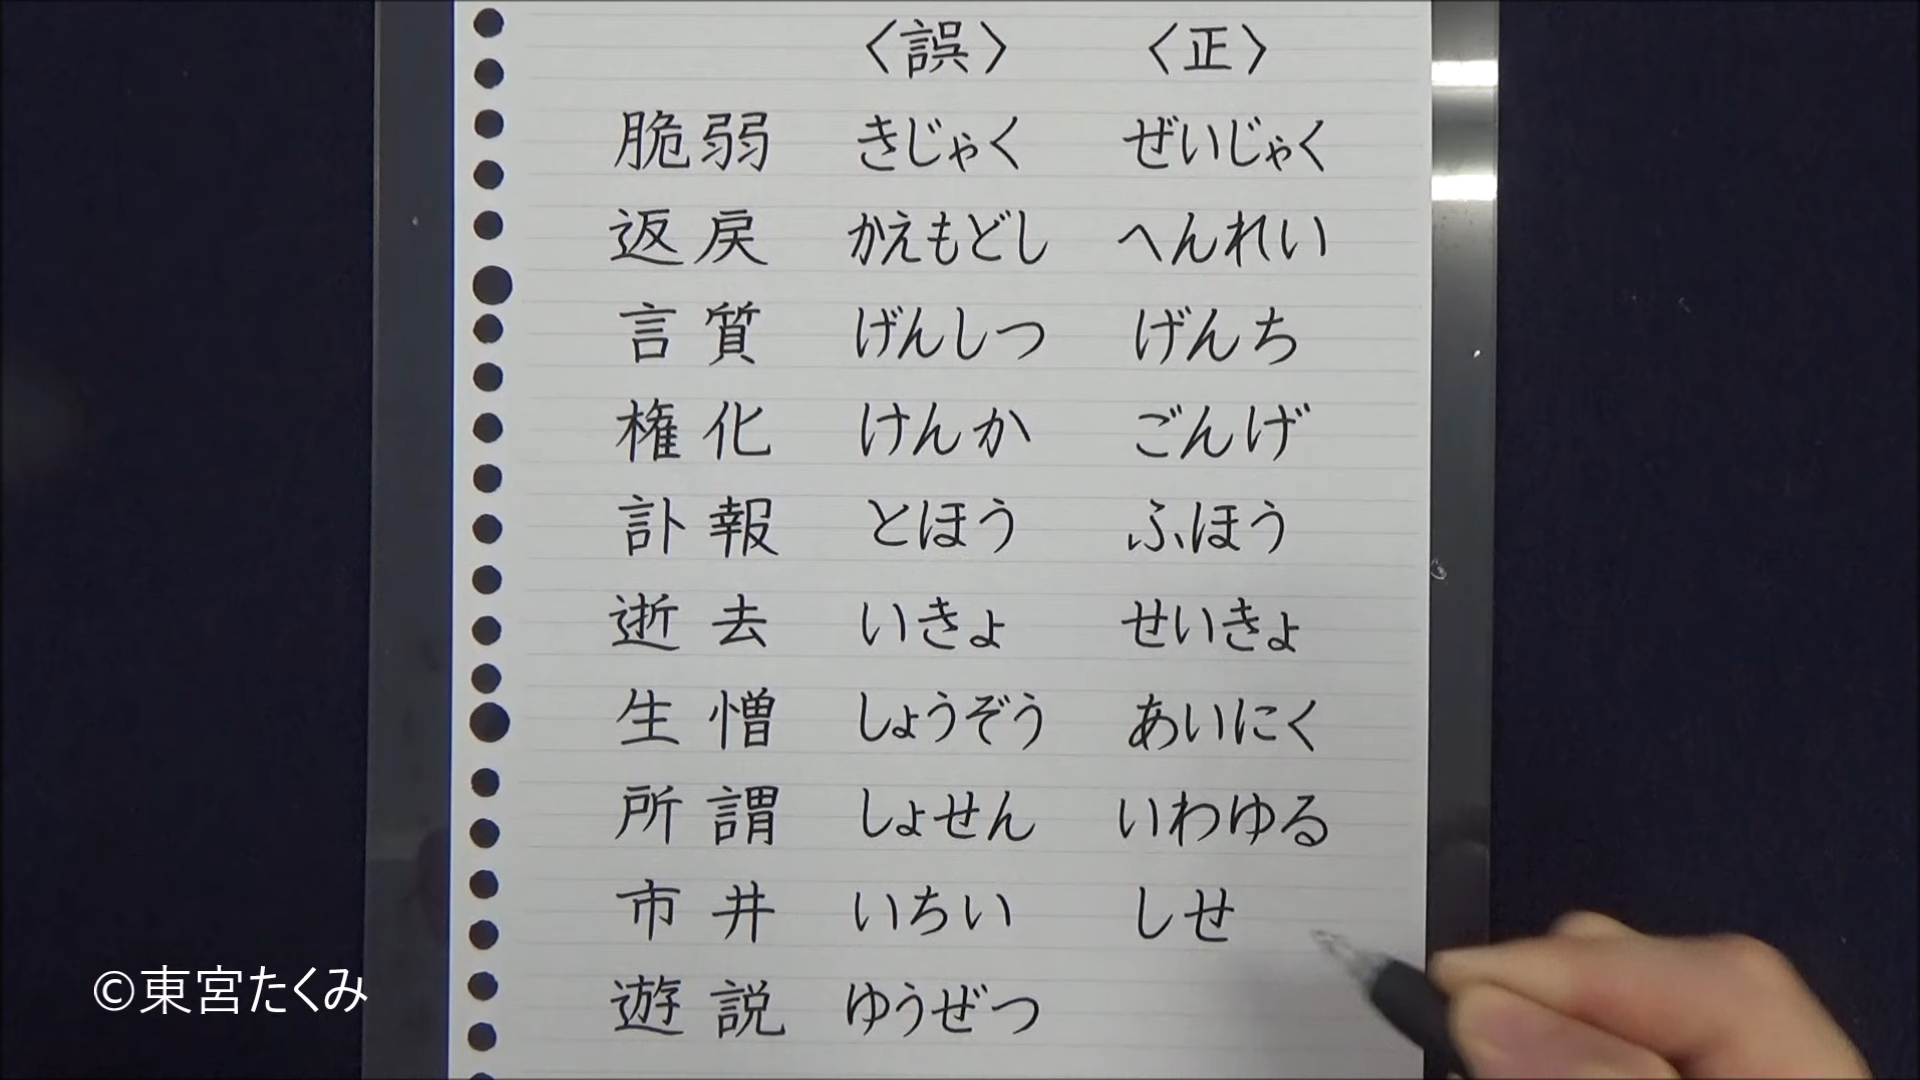 〈誤〉 〈正〉
脆弱 きじゃく ぜいじゃく
返戻 かえもどし へんれい
言質 げんしつ げんち
権化 けんか ごんげ
訃報 とほう ふほう
逝去 いきょ せいきょ
生憎 しょうぞう あいにく
所謂 しょせん いわゆる
市井 いちい しせ
遊説 ゆうぜつ
©東宮たくみ